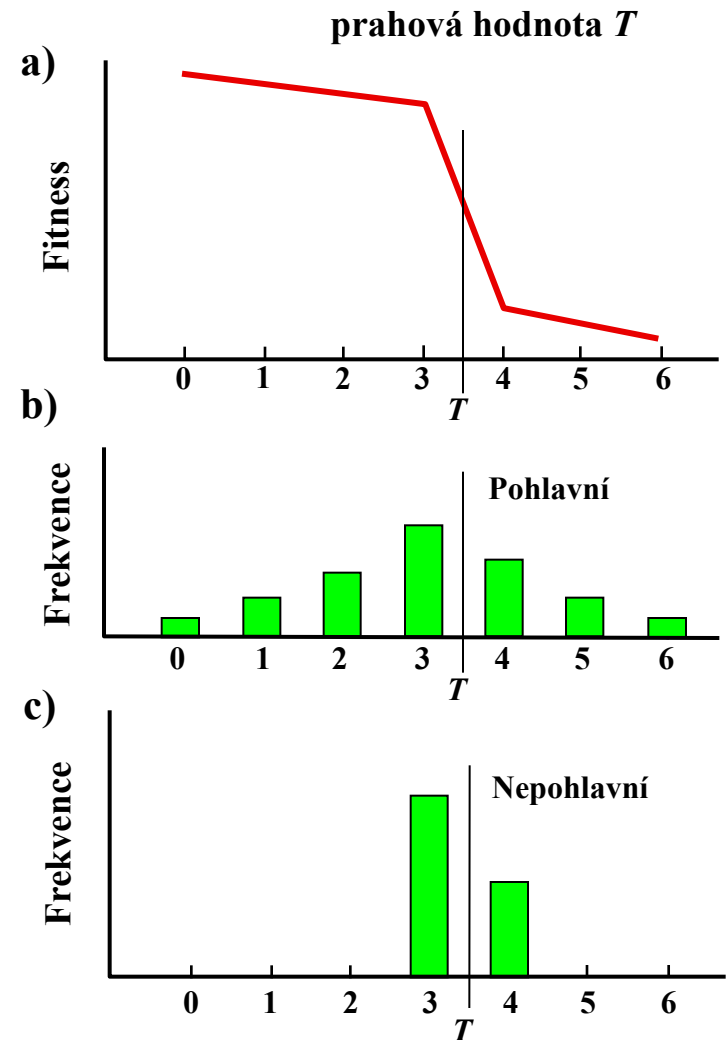 prahová hodnota T
a)
Fitness
0 1 2 3 4 5 6
T
b)
Frekvence
Pohlavní
0 1 2 3 4 5 6
T
c)
Frekvence
Nepohlavní
0 1 2 3 4 5 6
T